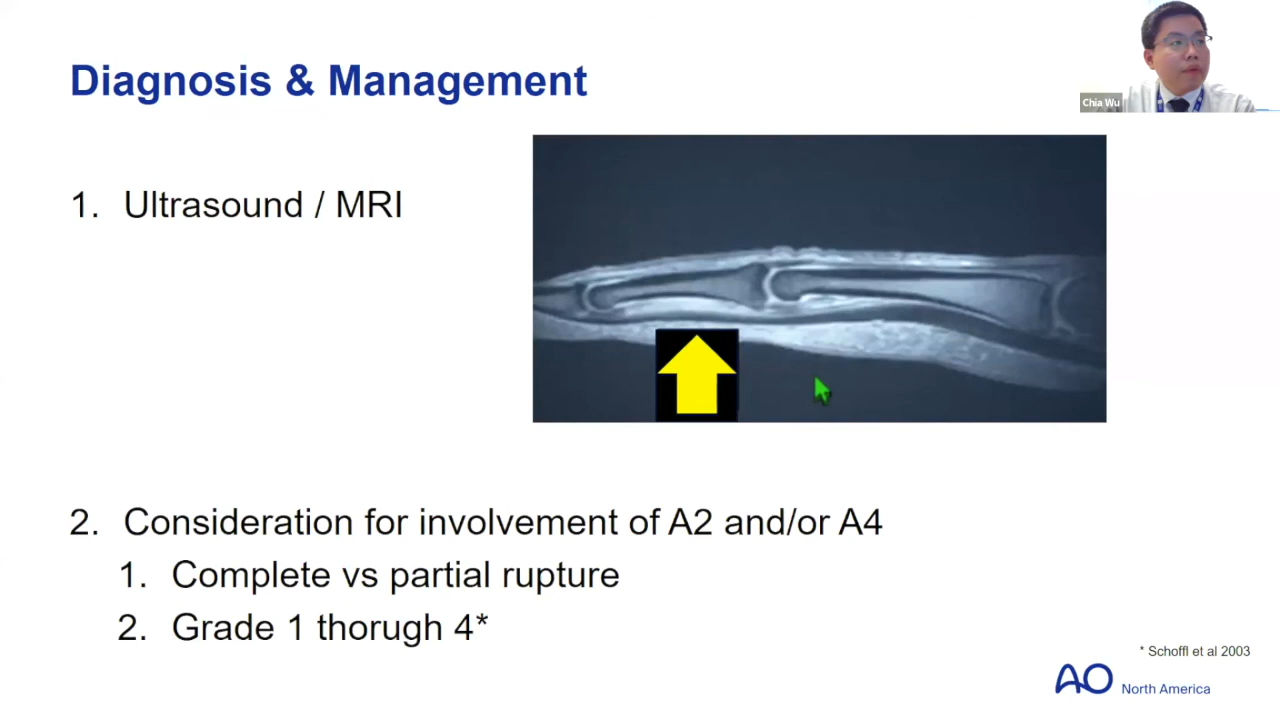 Diagnosis & Management
Chia Wu
1. Ultrasound / MRI
2. Consideration for involvement of A2 and/or A4
1. Complete vs partial rupture
2. Grade 1 thorugh 4*
* Schoffl et al 2003
AO North America